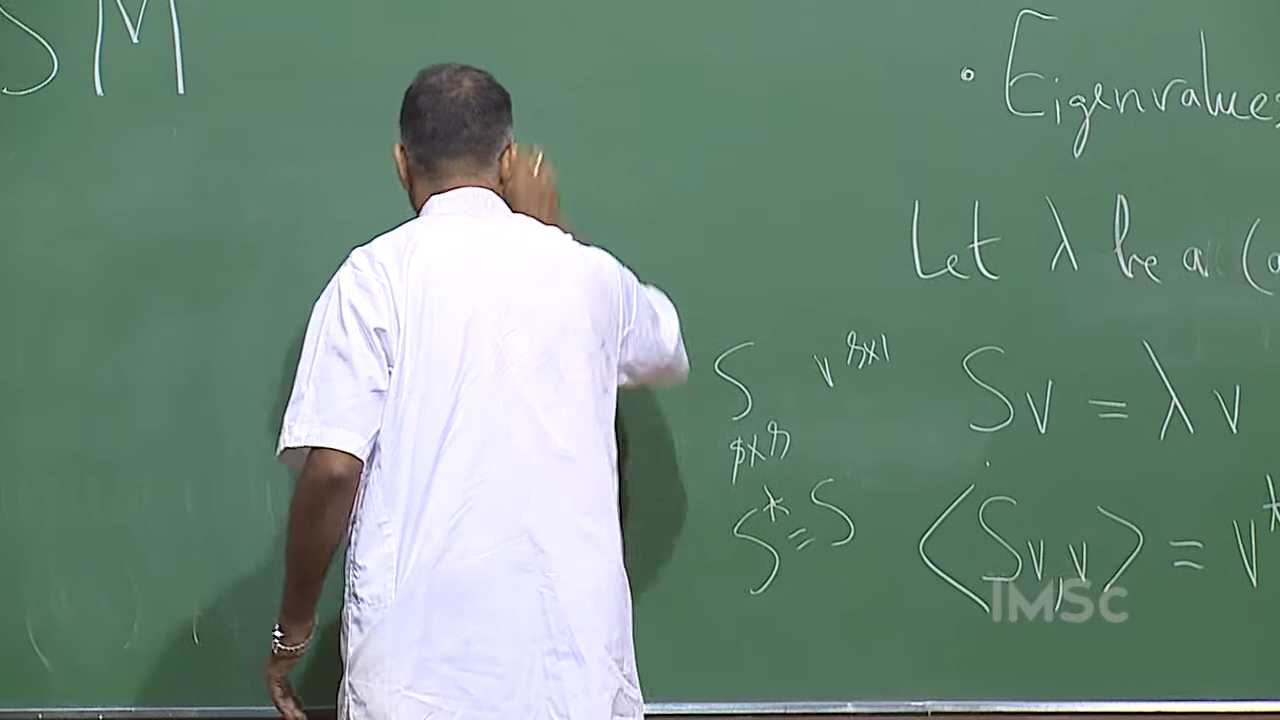 SM
• Eigenvalues
Let λ be a (a
S v^{n×1} Sv = λv
p×n
S* = S ⟨Sv, v⟩ = v*
IMSc